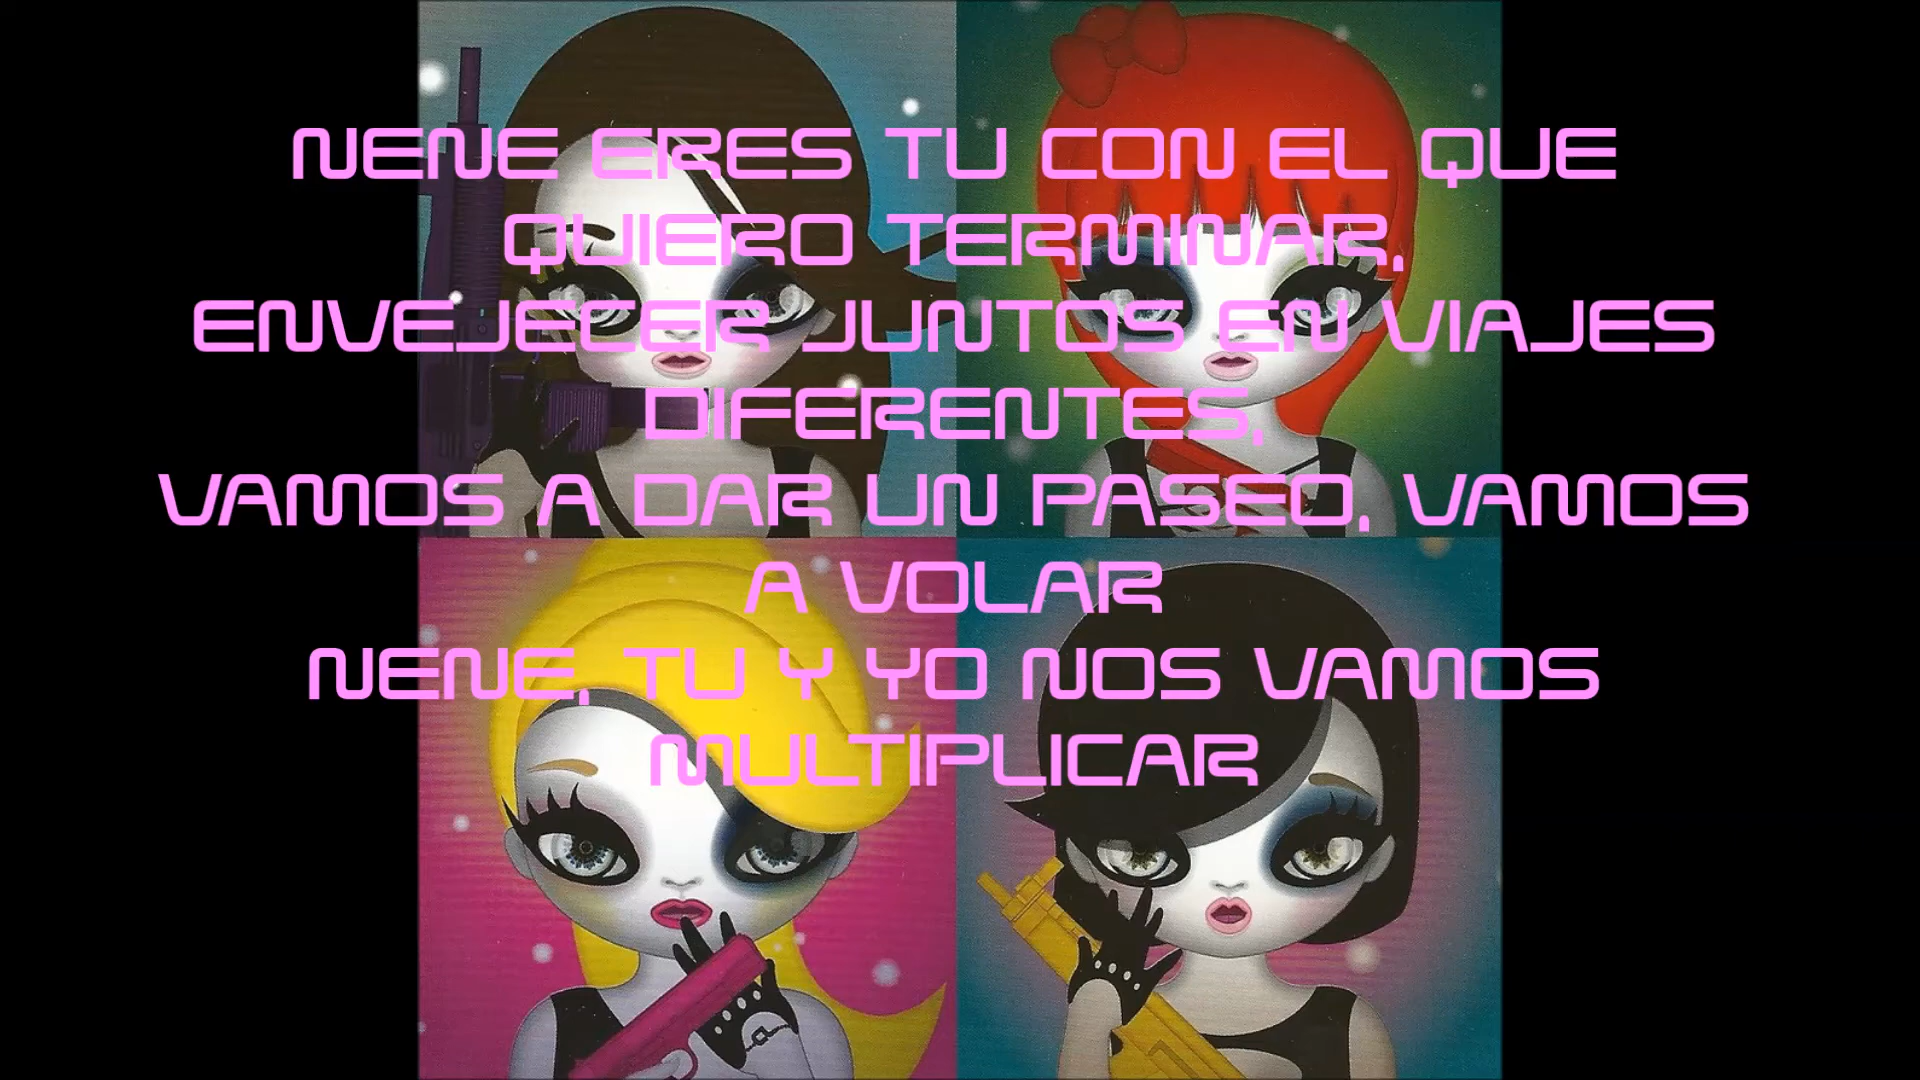 NENE ERES TU CON EL QUE
QUIERO TERMINAR,
ENVEJECER JUNTOS EN VIAJES
DIFERENTES,
VAMOS A DAR UN PASEO, VAMOS
A VOLAR
NENE, TU Y YO NOS VAMOS
MULTIPLICAR